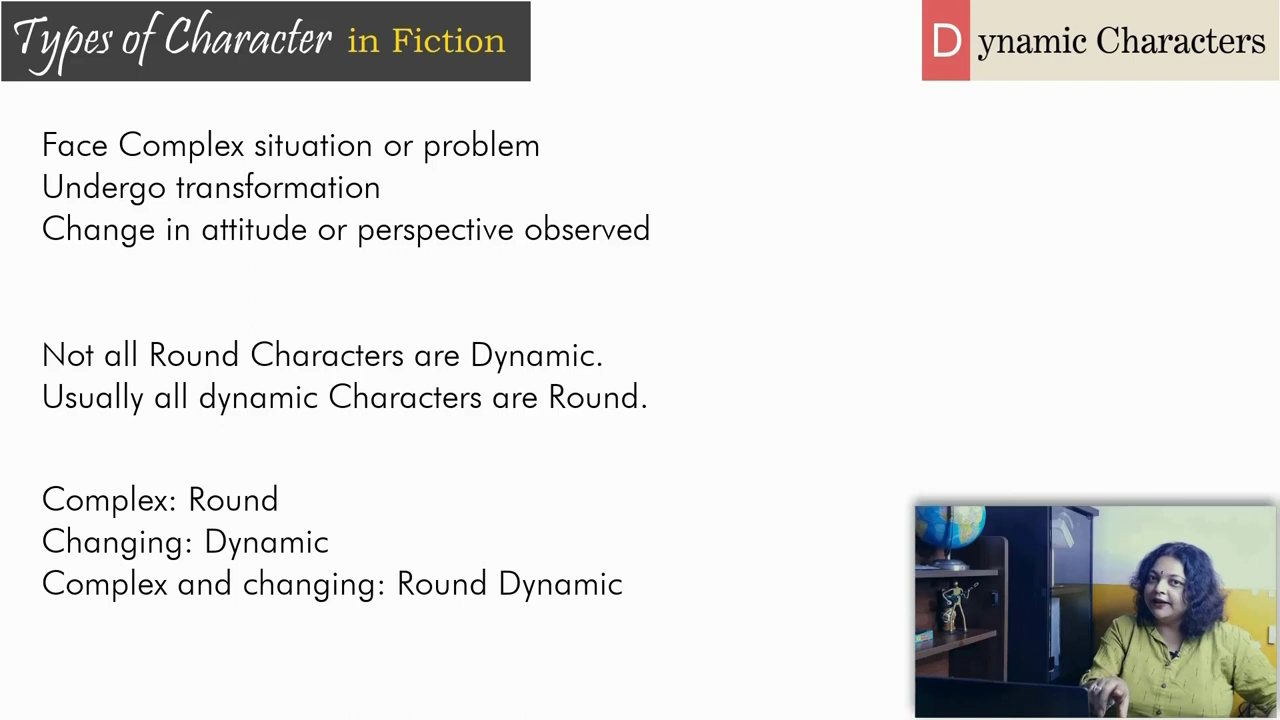 Types of Character in Fiction
Dynamic Characters
Face Complex situation or problem
Undergo transformation
Change in attitude or perspective observed
Not all Round Characters are Dynamic.
Usually all dynamic Characters are Round.
Complex: Round
Changing: Dynamic
Complex and changing: Round Dynamic